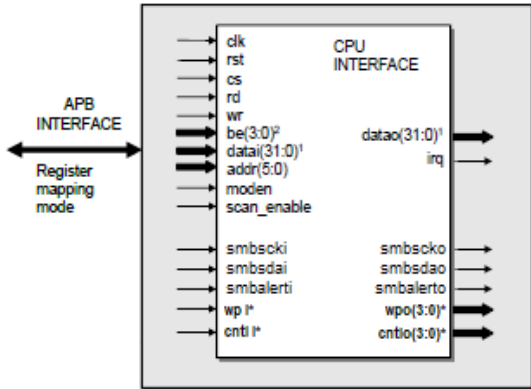 APB
INTERFACE
Register
mapping
mode
CPU
INTERFACE
clk
rst
cs
rd
wr
be(3:0)²
datai(31:0)¹
addr(5:0)
moden
scan_enable
datao(31:0)¹
irq
smbscki
smbsdai
smbalerti
wp I*
cntl I*
smbscko
smbsdao
smbalerto
wpo(3:0)*
cntlo(3:0)*